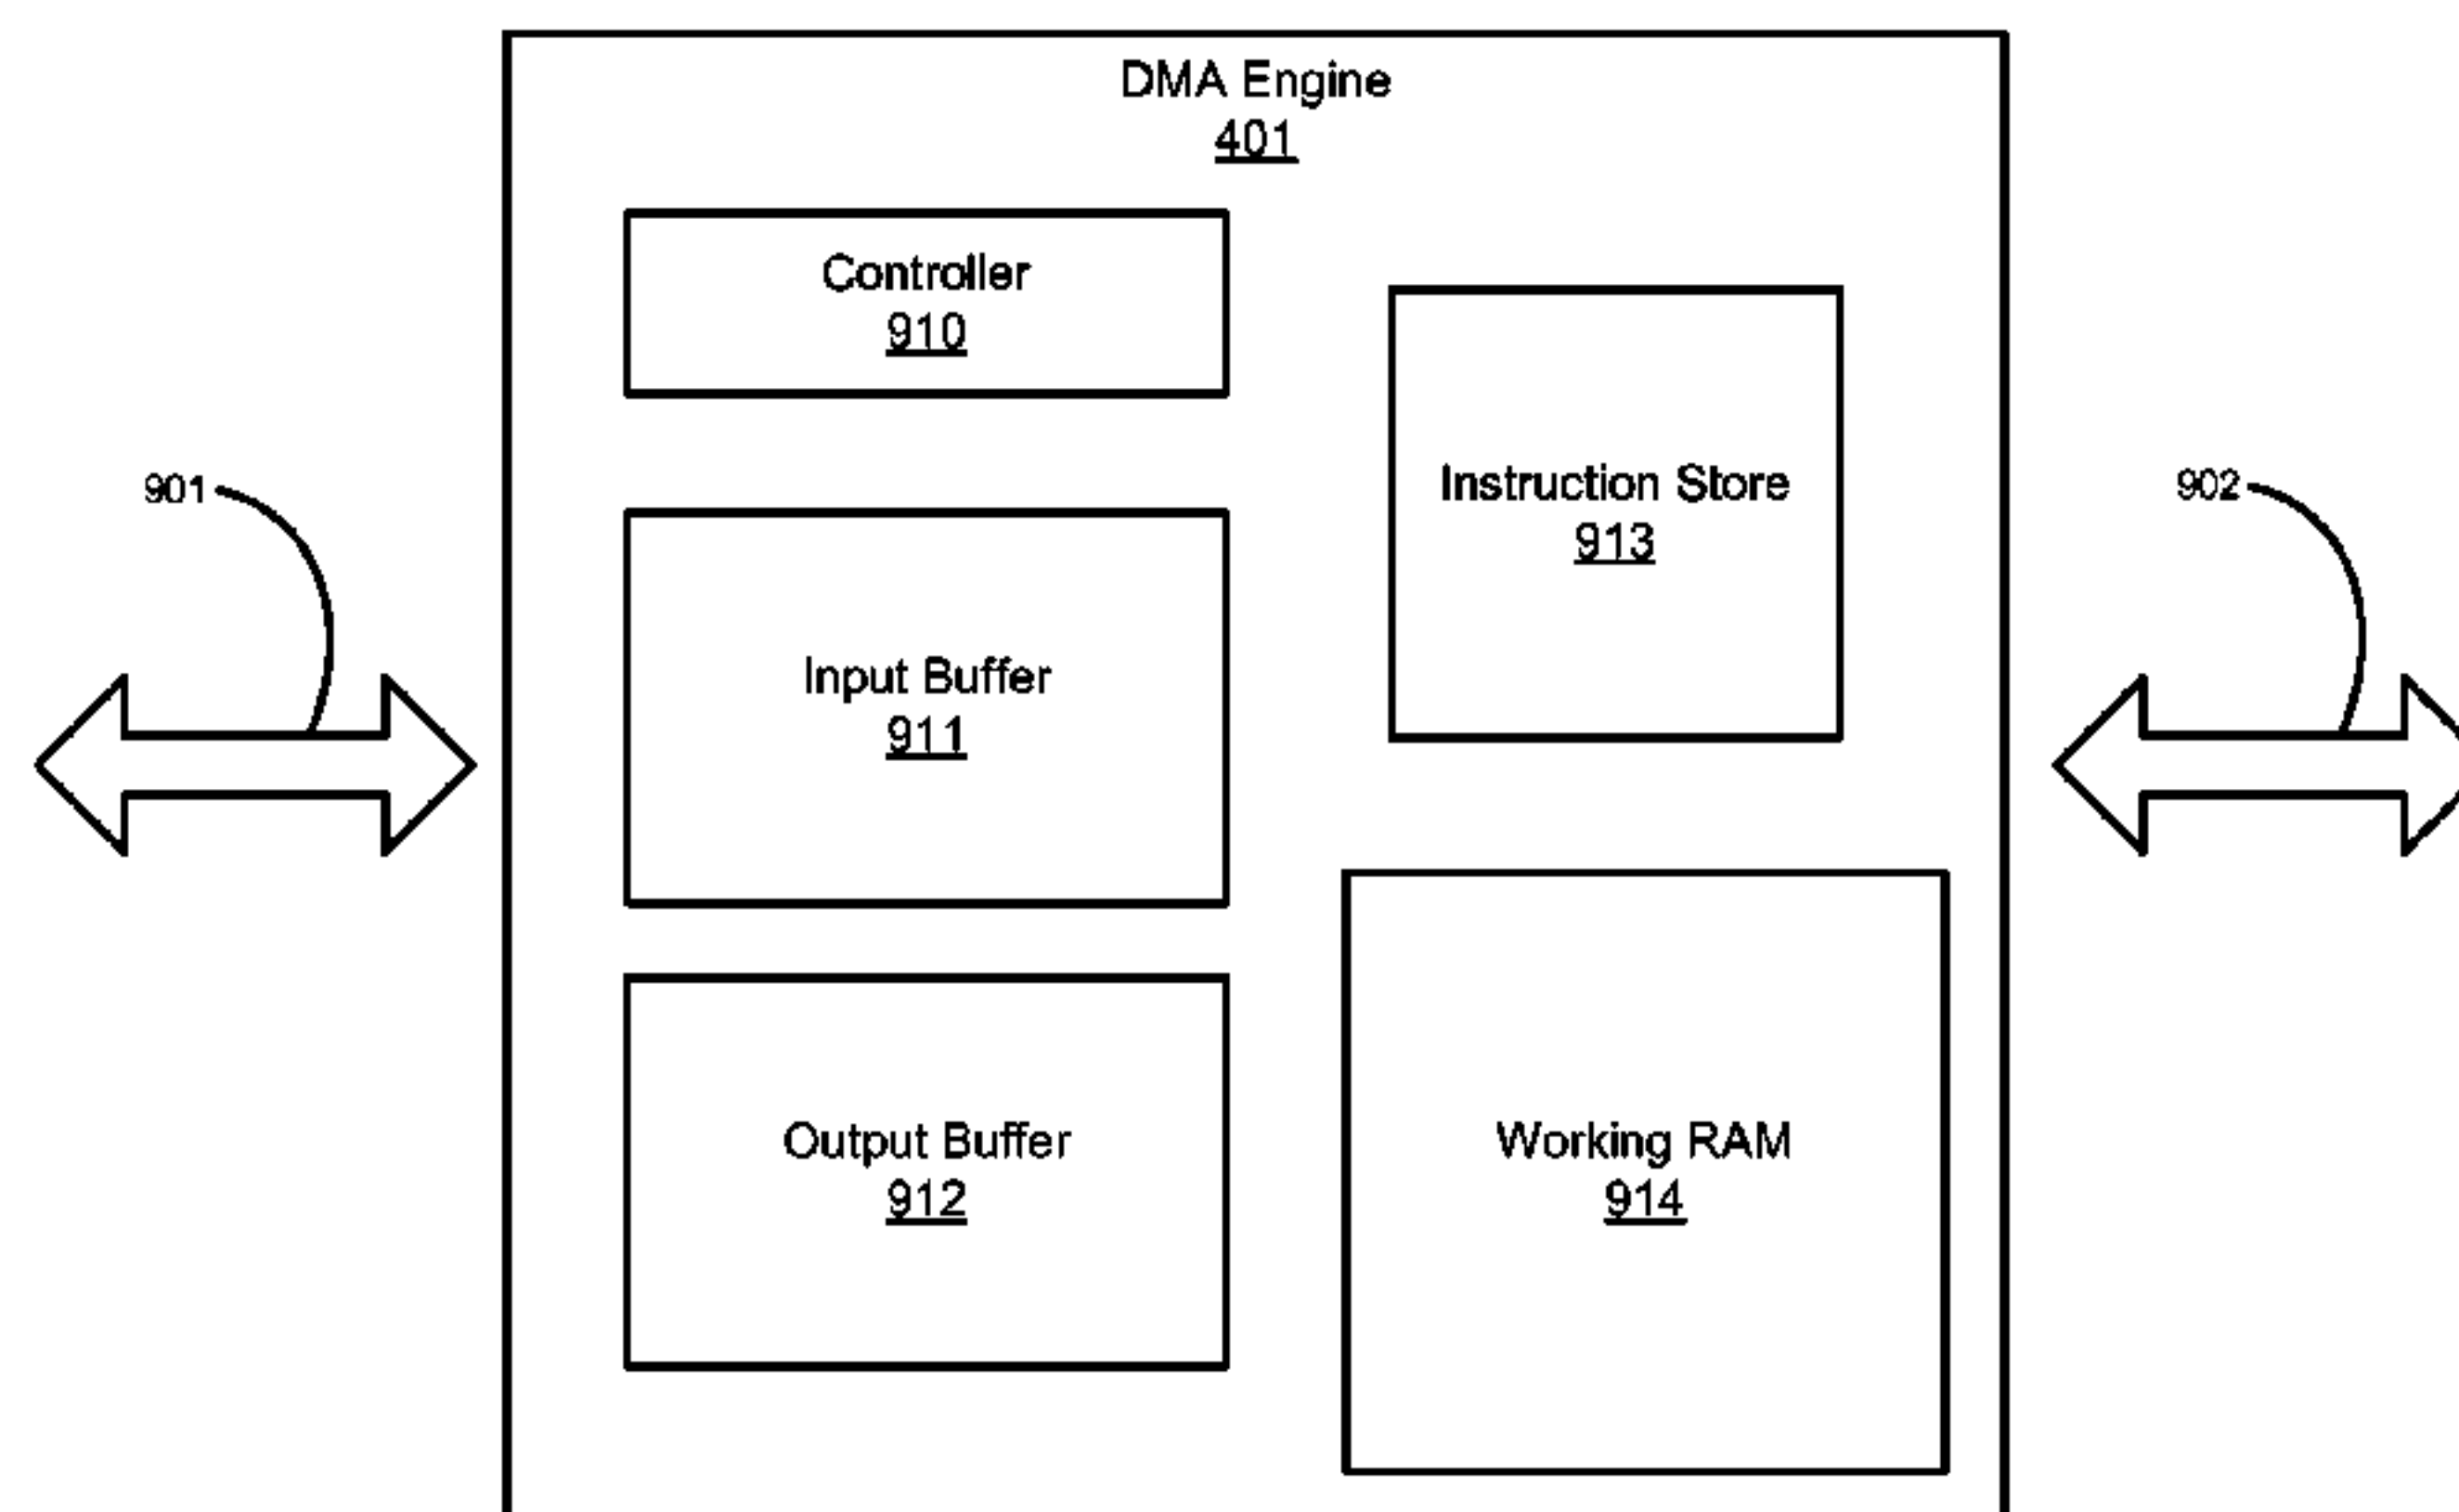 DMA Engine
401
Controller
910
901
Instruction Store
913
902
Input Buffer
911
Output Buffer
912
Working RAM
914